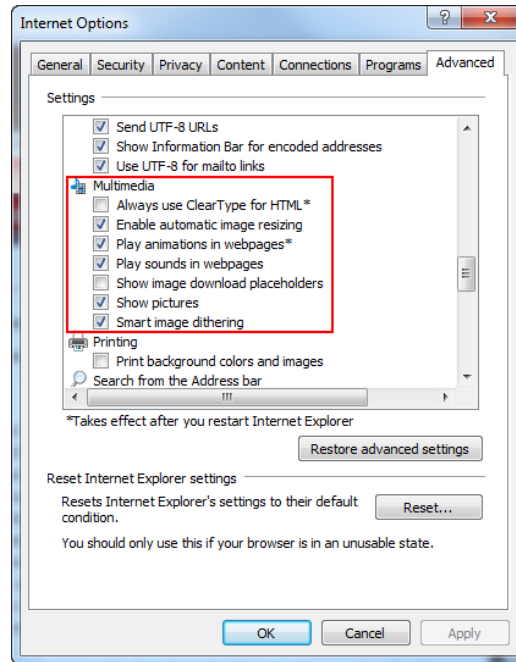 Internet Options
General Security Privacy Content Connections Programs Advanced
Settings
Send UTF-8 URLs
Show Information Bar for encoded addresses
Use UTF-8 for mailto links
Multimedia
Always use ClearType for HTML*
Enable automatic image resizing
Play animations in webpages*
Play sounds in webpages
Show image download placeholders
Show pictures
Smart image dithering
Printing
Print background colors and images
Search from the Address bar
*Takes effect after you restart Internet Explorer
Restore advanced settings
Reset Internet Explorer settings
Resets Internet Explorer's settings to their default
condition.
Reset...
You should only use this if your browser is in an unusable state.
OK Cancel Apply